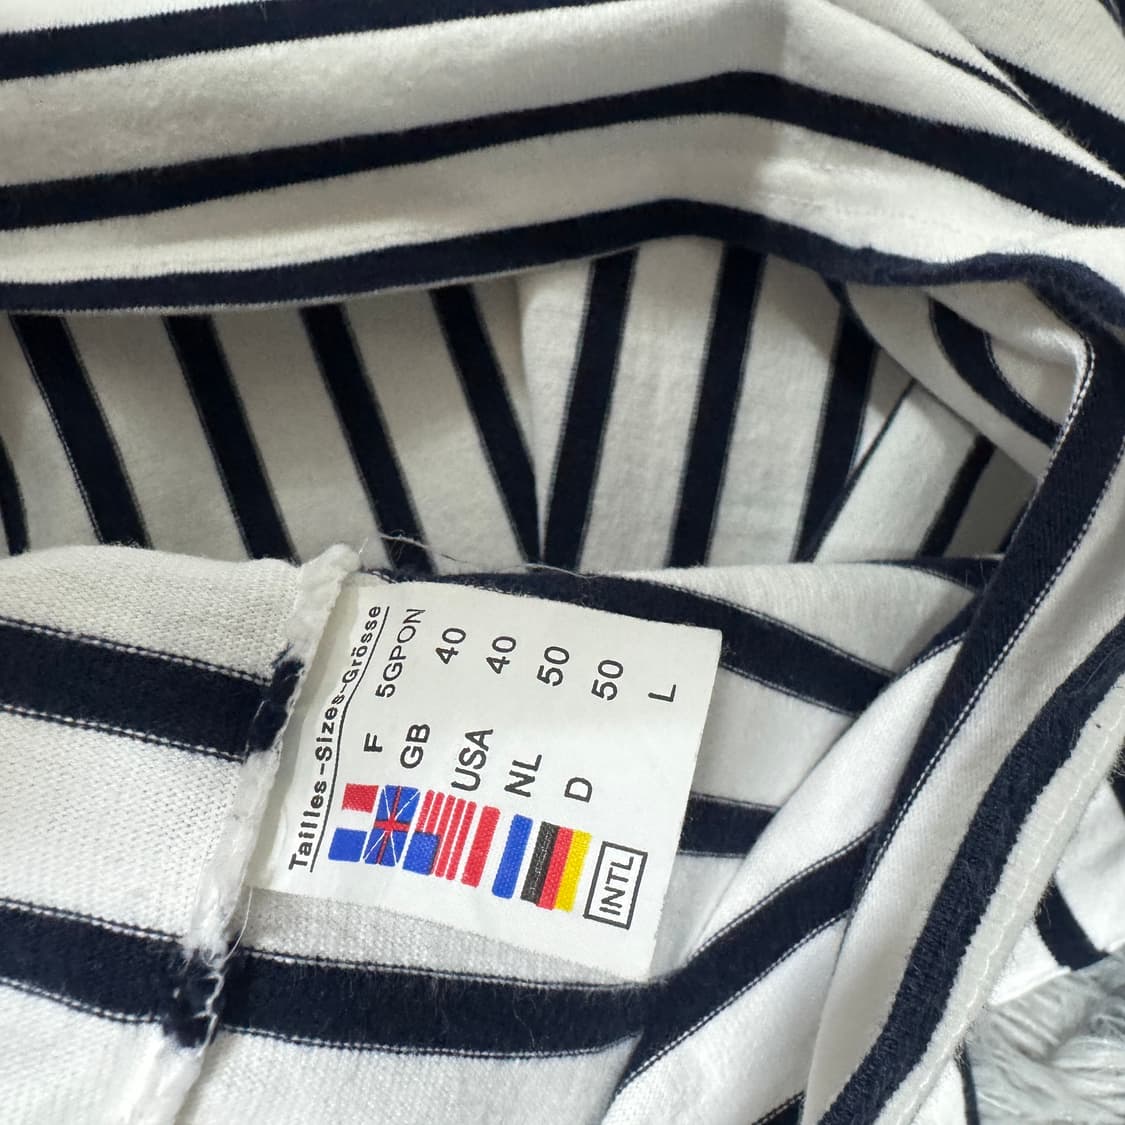 Tailles-Sizes-Grösse
F 5GPON
GB 40
USA 40
NL 50
D 50
INTL L